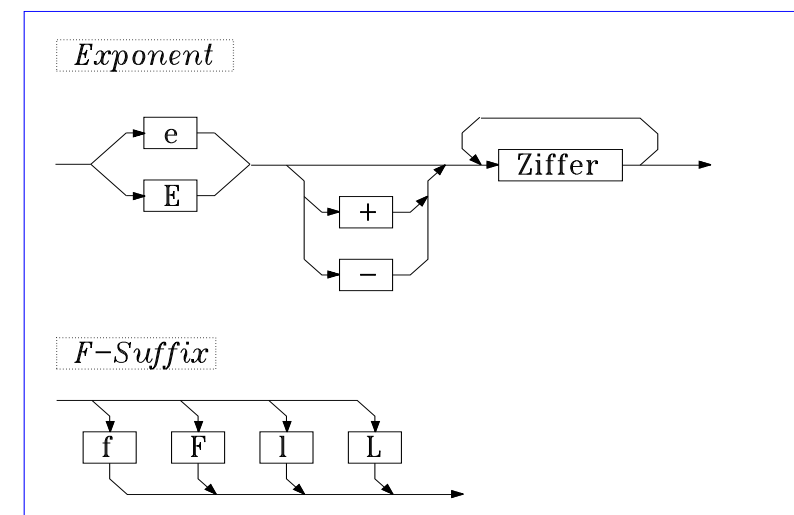 Exponent
e
E
Ziffer
+
−
F−Suffix
f F l L